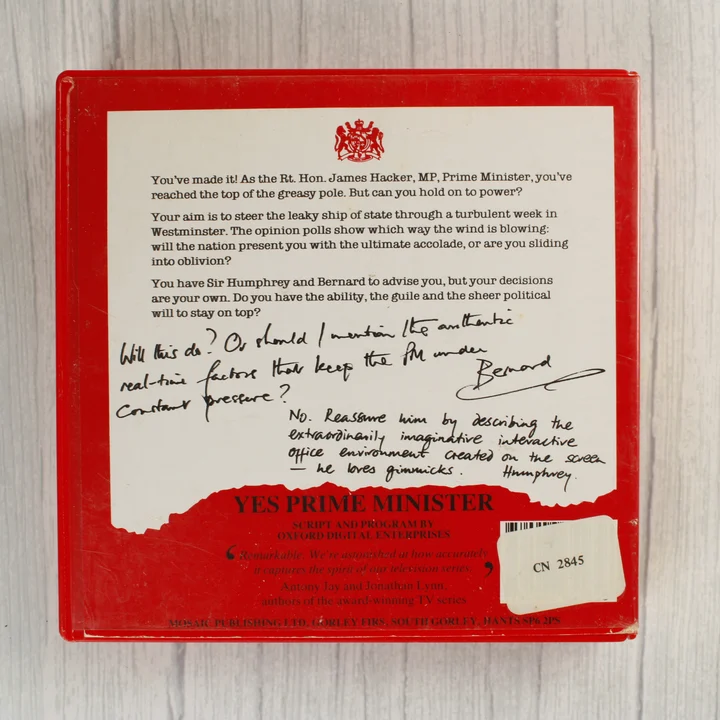 You've made it! As the Rt. Hon. James Hacker, MP, Prime Minister, you've
reached the top of the greasy pole. But can you hold on to power?
Your aim is to steer the leaky ship of state through a turbulent week in
Westminster. The opinion polls show which way the wind is blowing:
will the nation present you with the ultimate accolade, or are you sliding
into oblivion?
You have Sir Humphrey and Bernard to advise you, but your decisions
are your own. Do you have the ability, the guile and the sheer political
will to stay on top?
Will this do? Or should I mention the authentic
real-time factors that keep the PM under
constant pressure?
Bernard
No. Reassure him by describing the
extraordinarily imaginative interactive
office environment created on the screen
— he loves gimmicks. Humphrey.
YES PRIME MINISTER
SCRIPT AND PROGRAM BY
OXFORD DIGITAL ENTERPRISES
‘Remarkable. We're astonished at how accurately
it captures the spirit of our television series.’
Antony Jay and Jonathan Lynn,
authors of the award-winning TV series
MOSAIC PUBLISHING LTD, GORLEY FIRS, SOUTH GORLEY, HANTS SP6 2PS
CN 2845